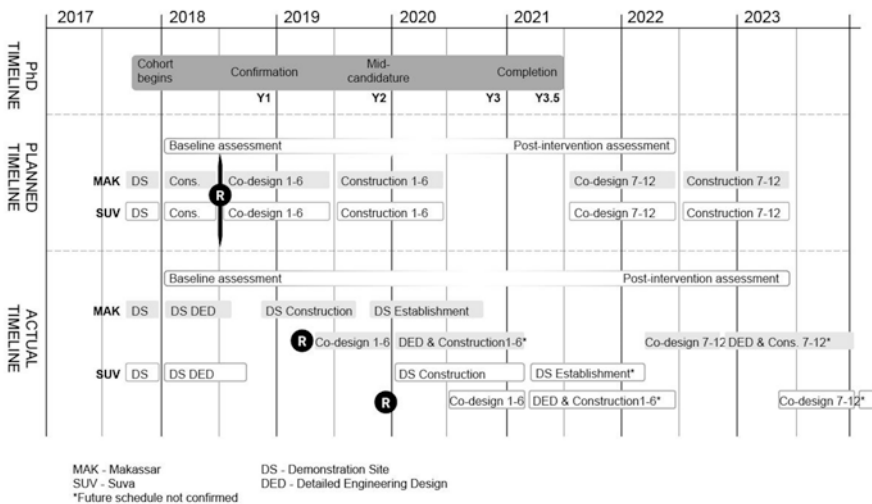 2017 2018 2019 2020 2021 2022 2023
PhD TIMELINE
Cohort begins
Confirmation
Mid-candidature
Completion
Y1 Y2 Y3 Y3.5
PLANNED TIMELINE
Baseline assessment Post-intervention assessment
MAK DS Cons. Co-design 1-6 Construction 1-6 Co-design 7-12 Construction 7-12
R
SUV DS Cons. Co-design 1-6 Construction 1-6 Co-design 7-12 Construction 7-12
ACTUAL TIMELINE
Baseline assessment Post-intervention assessment
MAK DS DS DED DS Construction DS Establishment
R Co-design 1-6 DED & Construction1-6* Co-design 7-12 DED & Cons. 7-12*
SUV DS DS DED DS Construction DS Establishment*
R Co-design 1-6 DED & Construction1-6* Co-design 7-12*
MAK - Makassar DS - Demonstration Site
SUV - Suva DED - Detailed Engineering Design
*Future schedule not confirmed